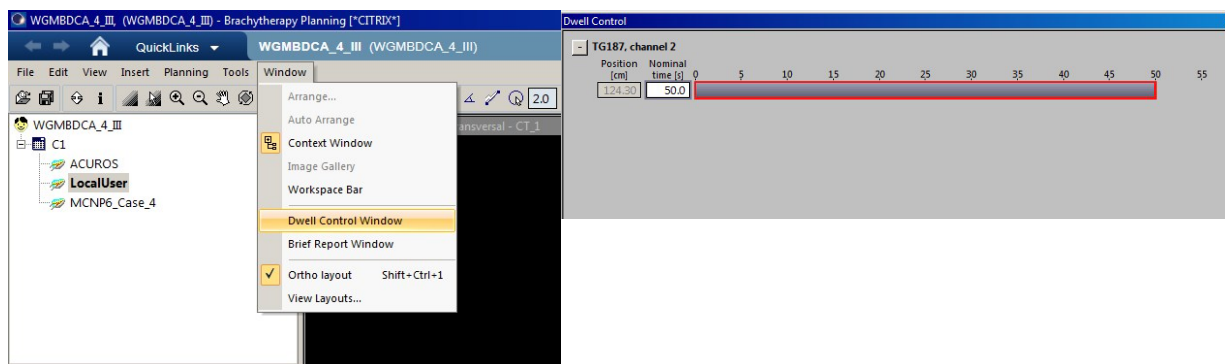 WGMBDCA_4_III, (WGMBDCA_4_III) - Brachytherapy Planning [*CITRIX*]
QuickLinks
WGMBDCA_4_III (WGMBDCA_4_III)
File Edit View Insert Planning Tools Window
2.0
WGMBDCA_4_III
C1
ACUROS
LocalUser
MCNP6_Case_4
Arrange...
Auto Arrange
Context Window
Image Gallery
Workspace Bar
Dwell Control Window
Brief Report Window
Ortho layout Shift+Ctrl+1
View Layouts...
ansversal - CT_1
Dwell Control
TG187, channel 2
Position Nominal
[cm] time [s] 0 5 10 15 20 25 30 35 40 45 50 55
124.30 50.0